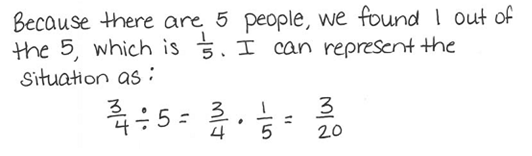 Because there are 5 people, we found 1 out of
the 5, which is 1/5. I can represent the
situation as:
3/4 ÷ 5 = 3/4 · 1/5 = 3/20